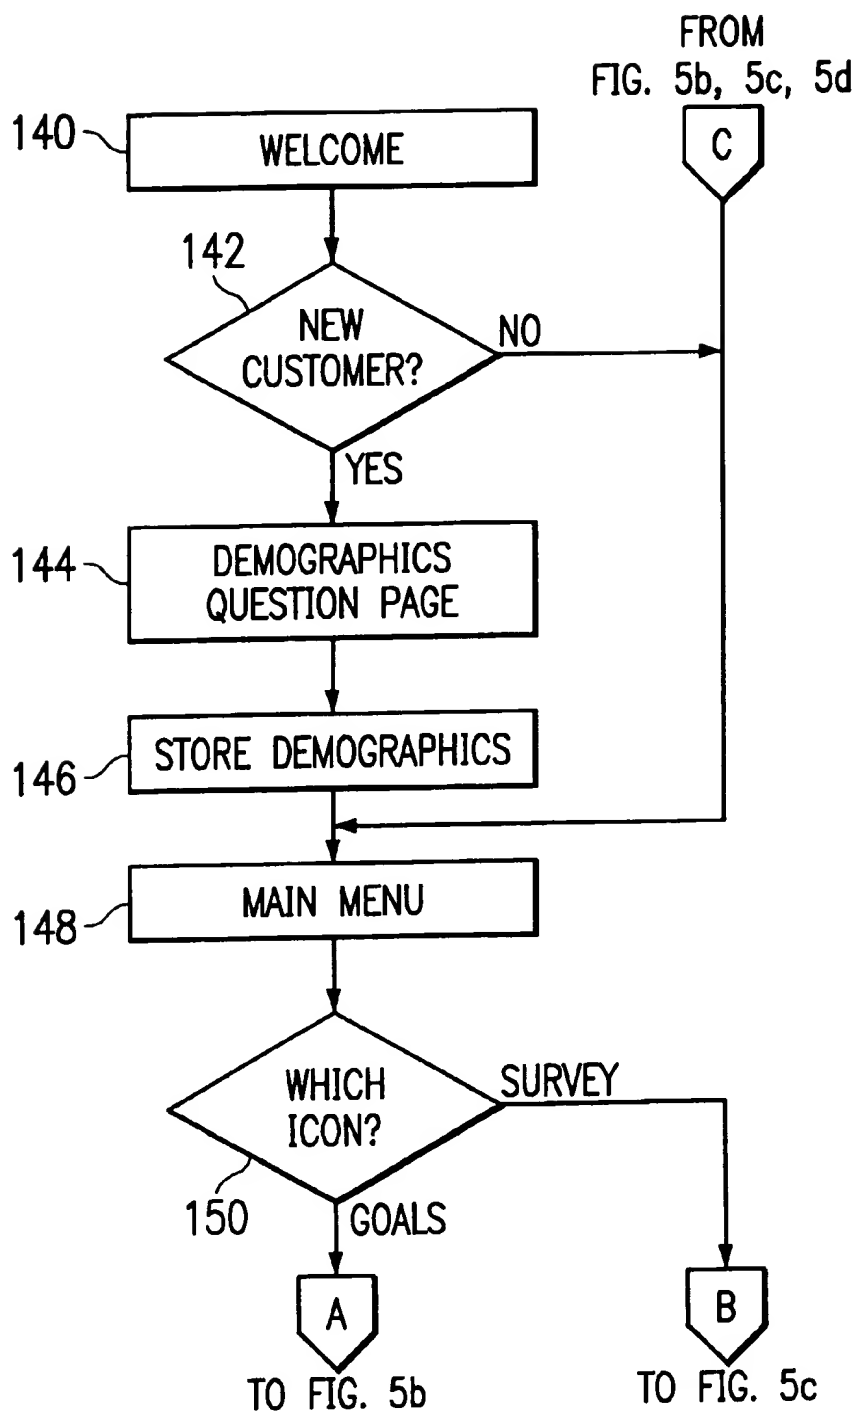 FROM
FIG. 5b, 5c, 5d
C
140
WELCOME
142
NEW
CUSTOMER?
NO
YES
144
DEMOGRAPHICS
QUESTION PAGE
146
STORE DEMOGRAPHICS
148
MAIN MENU
WHICH
ICON?
SURVEY
150
GOALS
A
B
TO FIG. 5b
TO FIG. 5c